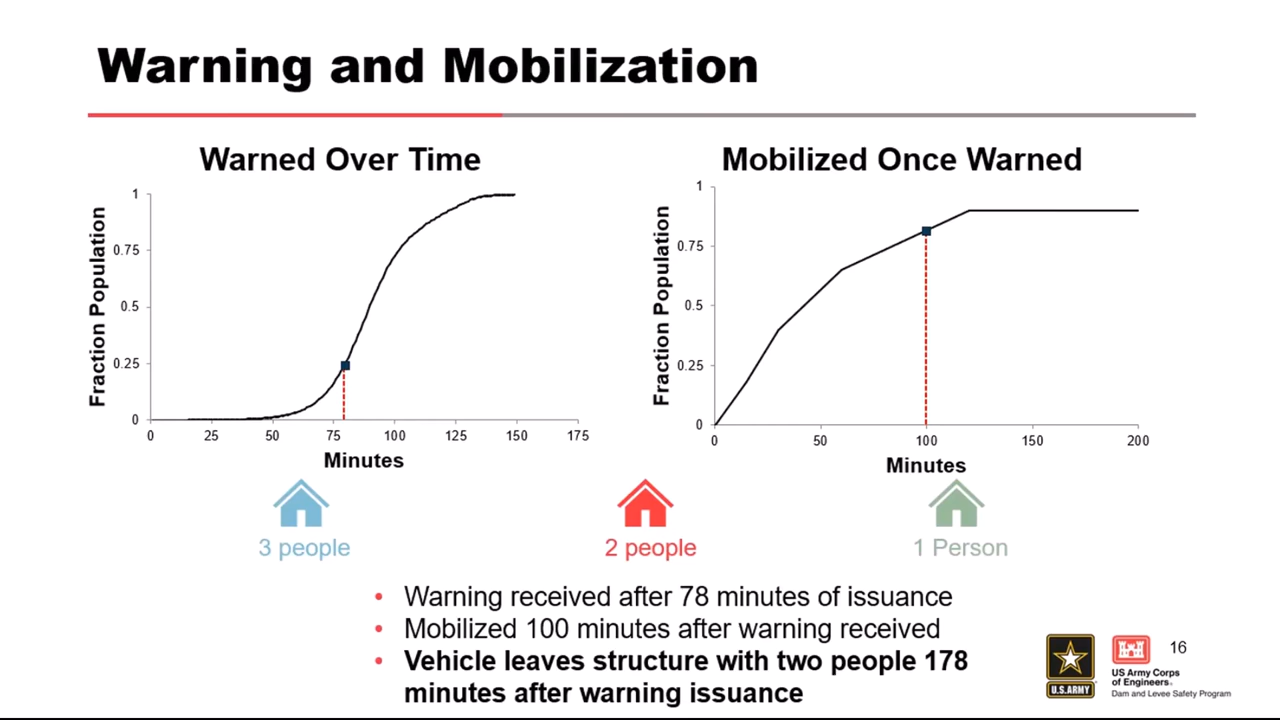 Warning and Mobilization
Warned Over Time
Fraction Population
1
0.75
0.5
0.25
0
0 25 50 75 100 125 150 175
Minutes
Mobilized Once Warned
Fraction Population
1
0.75
0.5
0.25
0
0 50 100 150 200
Minutes
3 people
2 people
1 Person
• Warning received after 78 minutes of issuance
• Mobilized 100 minutes after warning received
• Vehicle leaves structure with two people 178
minutes after warning issuance
U.S.ARMY
US Army Corps
of Engineers®
Dam and Levee Safety Program
16